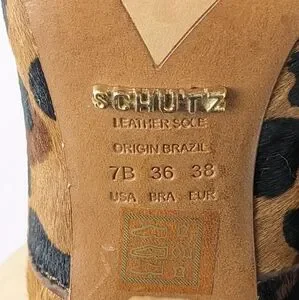 SCHUTZ
LEATHER SOLE
ORIGIN BRAZIL
7B 36 38
USA BRA EUR